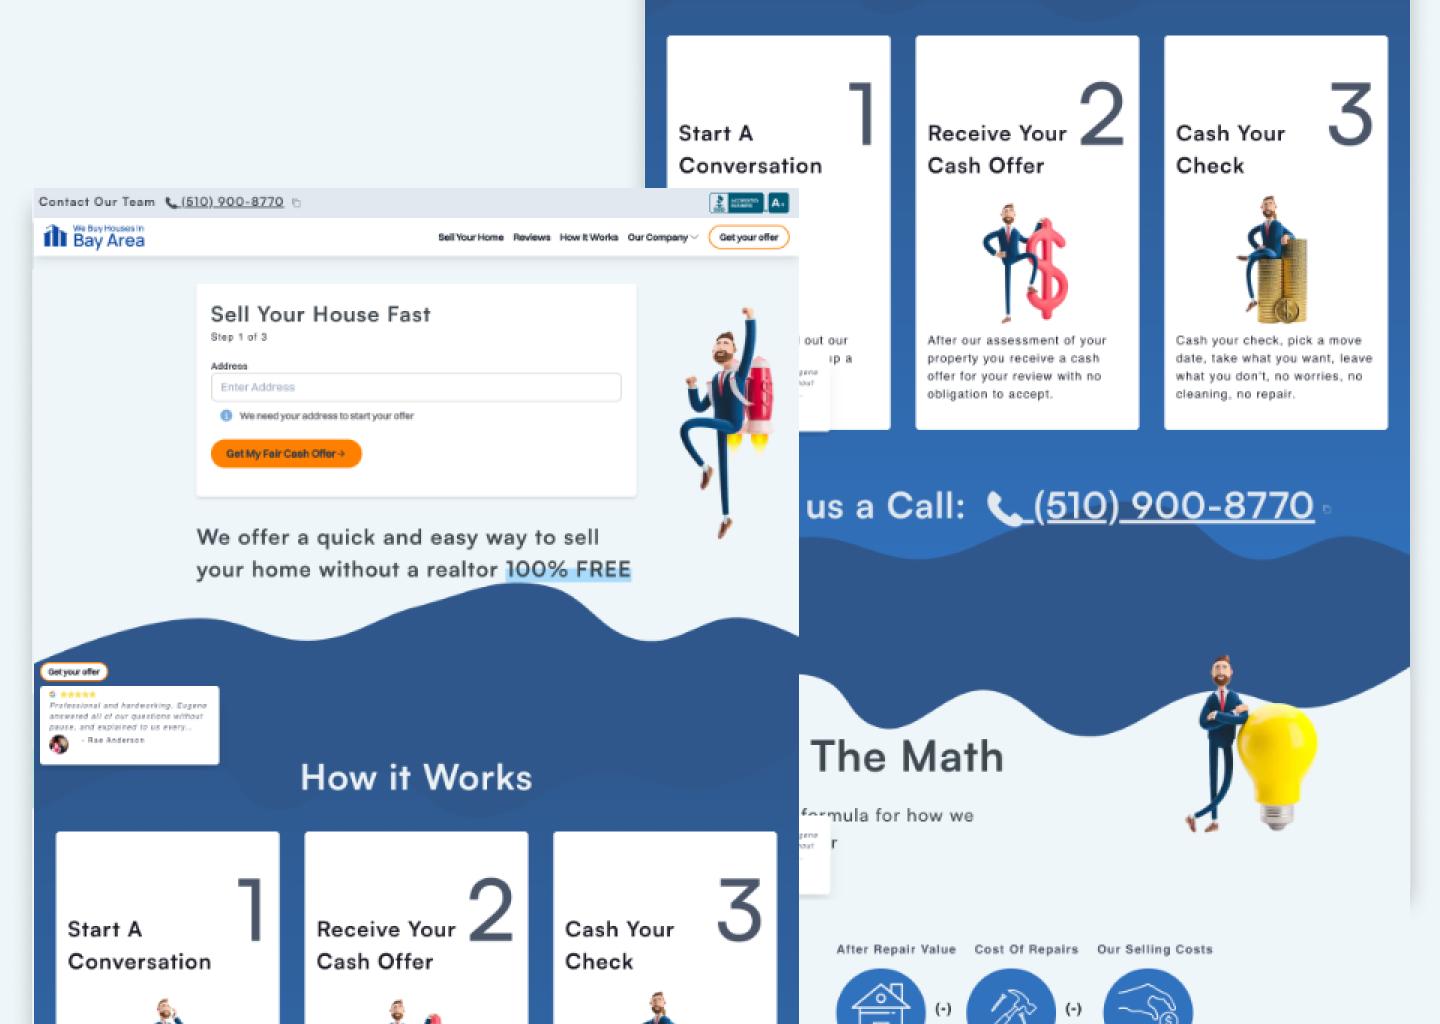 Contact Our Team (510) 900-8770
ACCREDITED BUSINESS A+
We Buy Houses In
Bay Area
Sell Your Home Reviews How It Works Our Company Get your offer
Sell Your House Fast
Step 1 of 3
Address
Enter Address
We need your address to start your offer
Get My Fair Cash Offer
We offer a quick and easy way to sell
your home without a realtor 100% FREE
Get your offer
Professional and hardworking. Eugene
answered all of our questions without
pause, and explained to us every...
- Rae Anderson
How it Works
1
Start A
Conversation
2
Receive Your
Cash Offer
3
Cash Your
Check
1
Start A
Conversation
out our
up a
2
Receive Your
Cash Offer
After our assessment of your
property you receive a cash
offer for your review with no
obligation to accept.
3
Cash Your
Check
Cash your check, pick a move
date, take what you want, leave
what you don't, no worries, no
cleaning, no repair.
us a Call: (510) 900-8770
The Math
formula for how we
After Repair Value Cost Of Repairs Our Selling Costs
(-) (-)